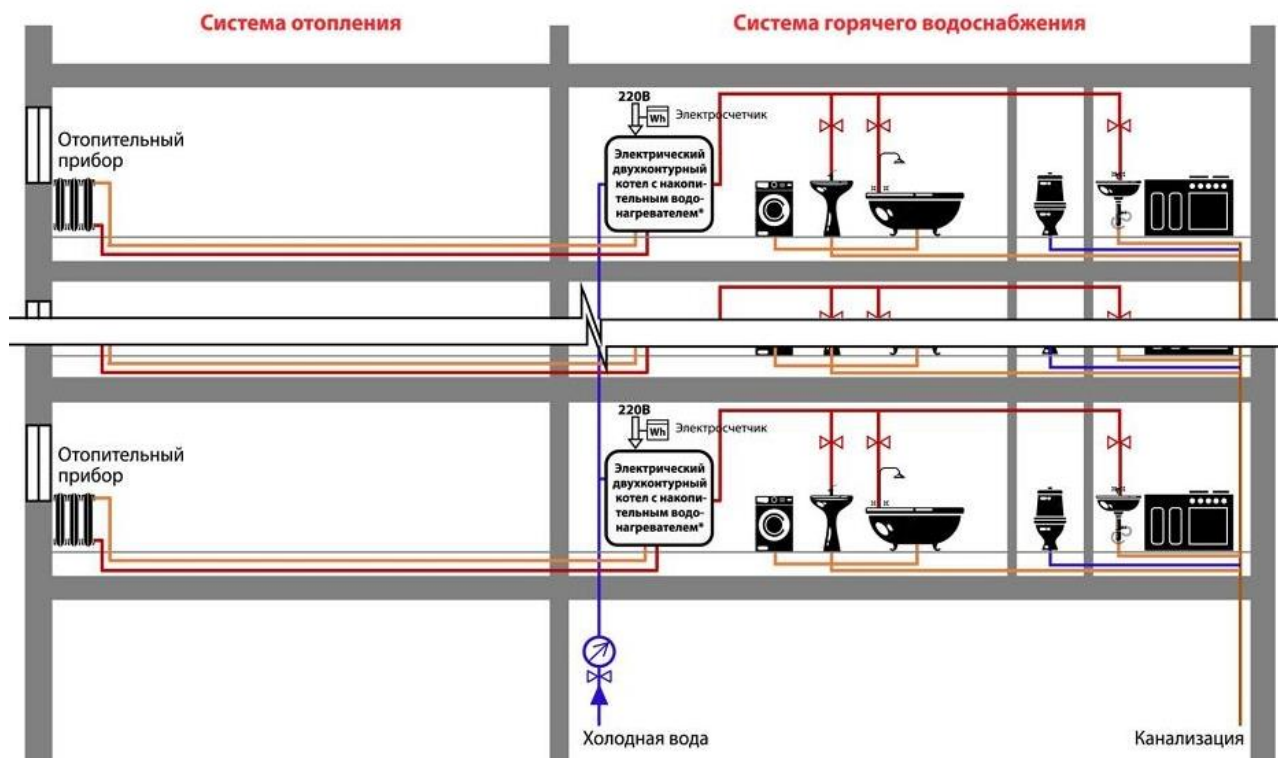 Система отопления
Система горячего водоснабжения
220В
Wh
Электросчетчик
Отопительный
прибор
Электрический
двухконтурный
котел с накопи-
тельным водо-
нагревателем*
220В
Wh
Электросчетчик
Отопительный
прибор
Электрический
двухконтурный
котел с накопи-
тельным водо-
нагревателем*
Холодная вода
Канализация